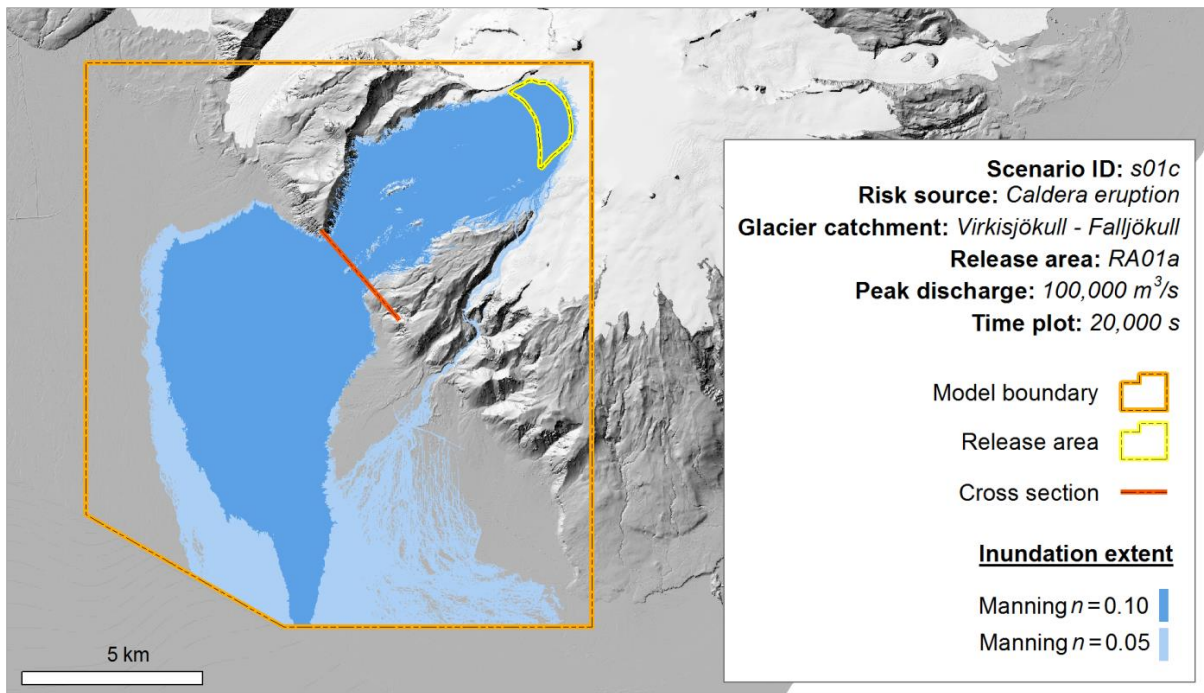 Scenario ID: s01c
Risk source: Caldera eruption
Glacier catchment: Virkisjökull - Falljökull
Release area: RA01a
Peak discharge: 100,000 m³/s
Time plot: 20,000 s
Model boundary
Release area
Cross section
Inundation extent
Manning n = 0.10
Manning n = 0.05
5 km